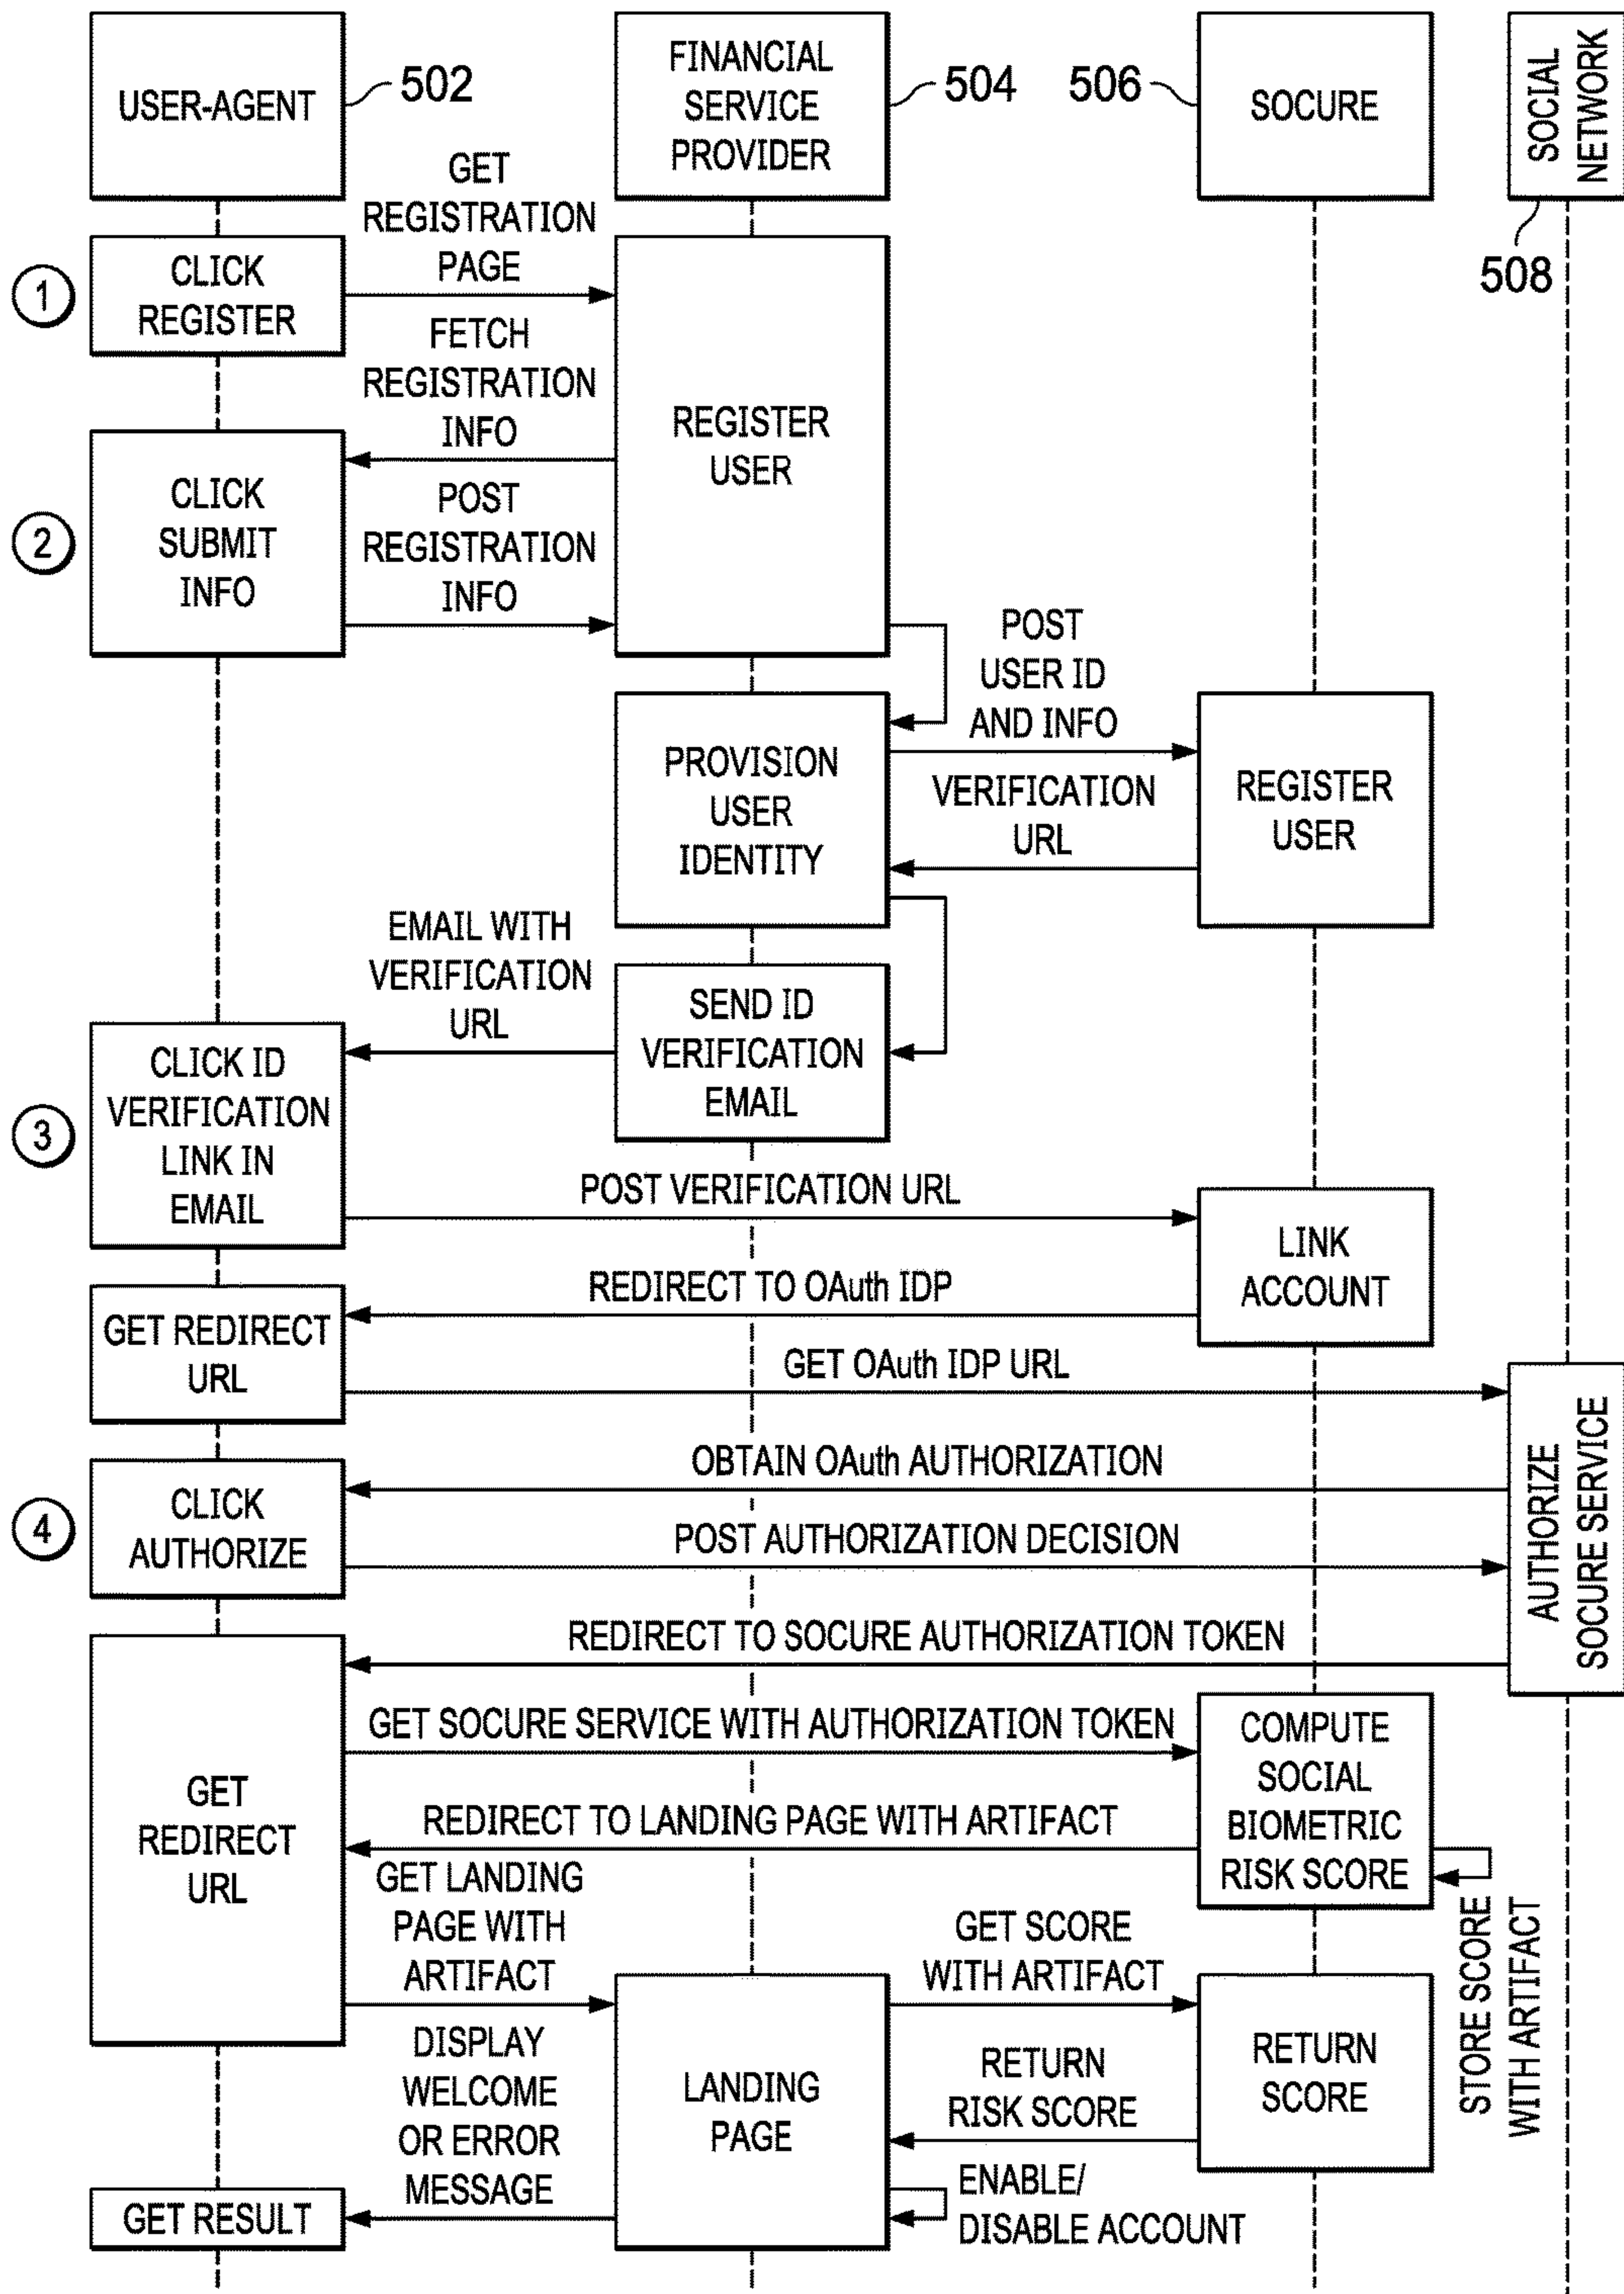 USER-AGENT
502
FINANCIAL
SERVICE
PROVIDER
504
506
SOCURE
SOCIAL
NETWORK
508
GET
REGISTRATION
PAGE
1
CLICK
REGISTER
FETCH
REGISTRATION
INFO
REGISTER
USER
2
CLICK
SUBMIT
INFO
POST
REGISTRATION
INFO
POST
USER ID
AND INFO
PROVISION
USER
IDENTITY
VERIFICATION
URL
REGISTER
USER
EMAIL WITH
VERIFICATION
URL
SEND ID
VERIFICATION
EMAIL
3
CLICK ID
VERIFICATION
LINK IN
EMAIL
POST VERIFICATION URL
LINK
ACCOUNT
REDIRECT TO OAuth IDP
GET REDIRECT
URL
GET OAuth IDP URL
AUTHORIZE
SOCURE SERVICE
OBTAIN OAuth AUTHORIZATION
4
CLICK
AUTHORIZE
POST AUTHORIZATION DECISION
REDIRECT TO SOCURE AUTHORIZATION TOKEN
GET SOCURE SERVICE WITH AUTHORIZATION TOKEN
COMPUTE
SOCIAL
BIOMETRIC
RISK SCORE
GET
REDIRECT
URL
REDIRECT TO LANDING PAGE WITH ARTIFACT
STORE SCORE
WITH ARTIFACT
GET LANDING
PAGE WITH
ARTIFACT
GET SCORE
WITH ARTIFACT
LANDING
PAGE
RETURN
SCORE
RETURN
RISK SCORE
DISPLAY
WELCOME
OR ERROR
MESSAGE
ENABLE/
DISABLE ACCOUNT
GET RESULT